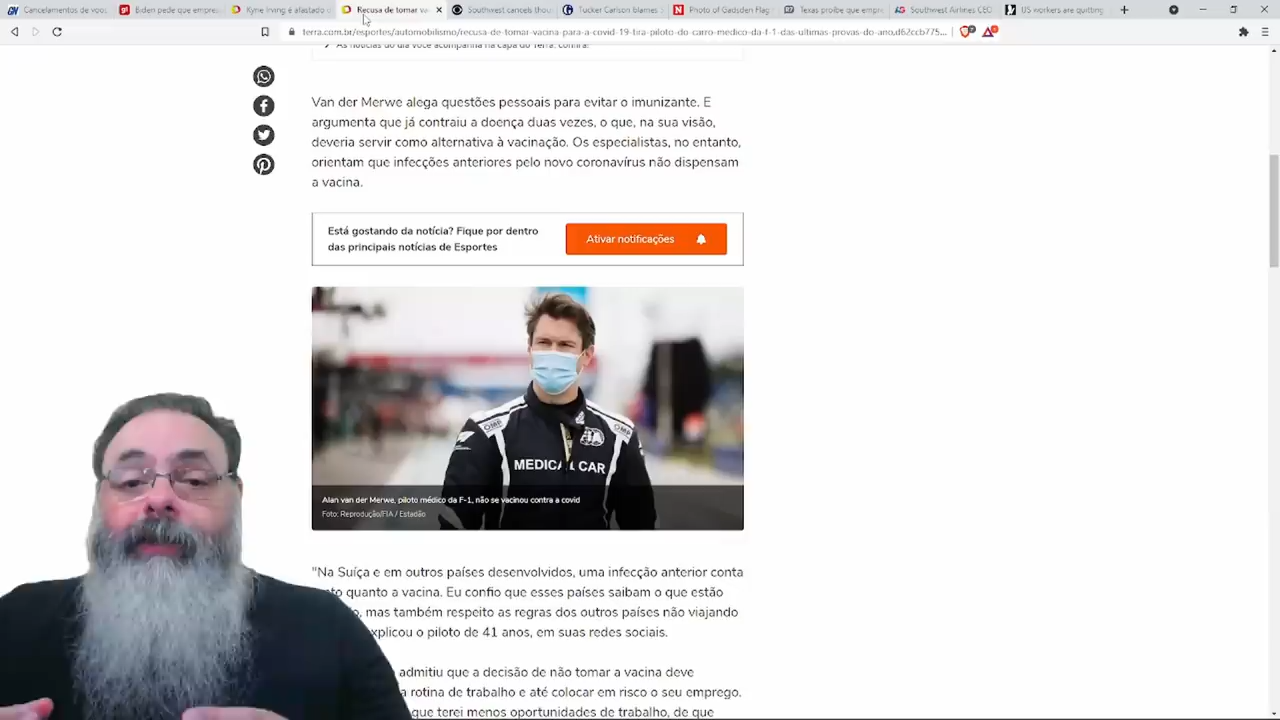 Cancelamentos de voos
Biden pede que empresa
Kyrie Irving é afastado d
Recusa de tomar va
Southwest cancels thou
Tucker Carlson blames
Photo of Gadsden Flag
Texas proíbe que empre
Southwest Airlines CEO
US workers are quitting
terra.com.br/esportes/automobilismo/recusa-de-tomar-vacina-para-a-covid-19-tira-piloto-do-carro-medico-da-f-1-das-ultimas-provas-do-ano,d62ccb775...
As notícias do dia você acompanha na capa do Terra. confira!
Van der Merwe alega questões pessoais para evitar o imunizante. E
argumenta que já contraiu a doença duas vezes, o que, na sua visão,
deveria servir como alternativa à vacinação. Os especialistas, no entanto,
orientam que infecções anteriores pelo novo coronavírus não dispensam
a vacina.
Está gostando da notícia? Fique por dentro
das principais notícias de Esportes
Ativar notificações
OMP
OMP
FIA
MEDICAL CAR
Alan van der Merwe, piloto médico da F-1, não se vacinou contra a covid
Foto: Reprodução/FIA / Estadão
"Na Suíça e em outros países desenvolvidos, uma infecção anterior conta
to quanto a vacina. Eu confio que esses países saibam o que estão
o, mas também respeito as regras dos outros países não viajando
xplicou o piloto de 41 anos, em suas redes sociais.
admitiu que a decisão de não tomar a vacina deve
a rotina de trabalho e até colocar em risco o seu emprego.
que terei menos oportunidades de trabalho, de que